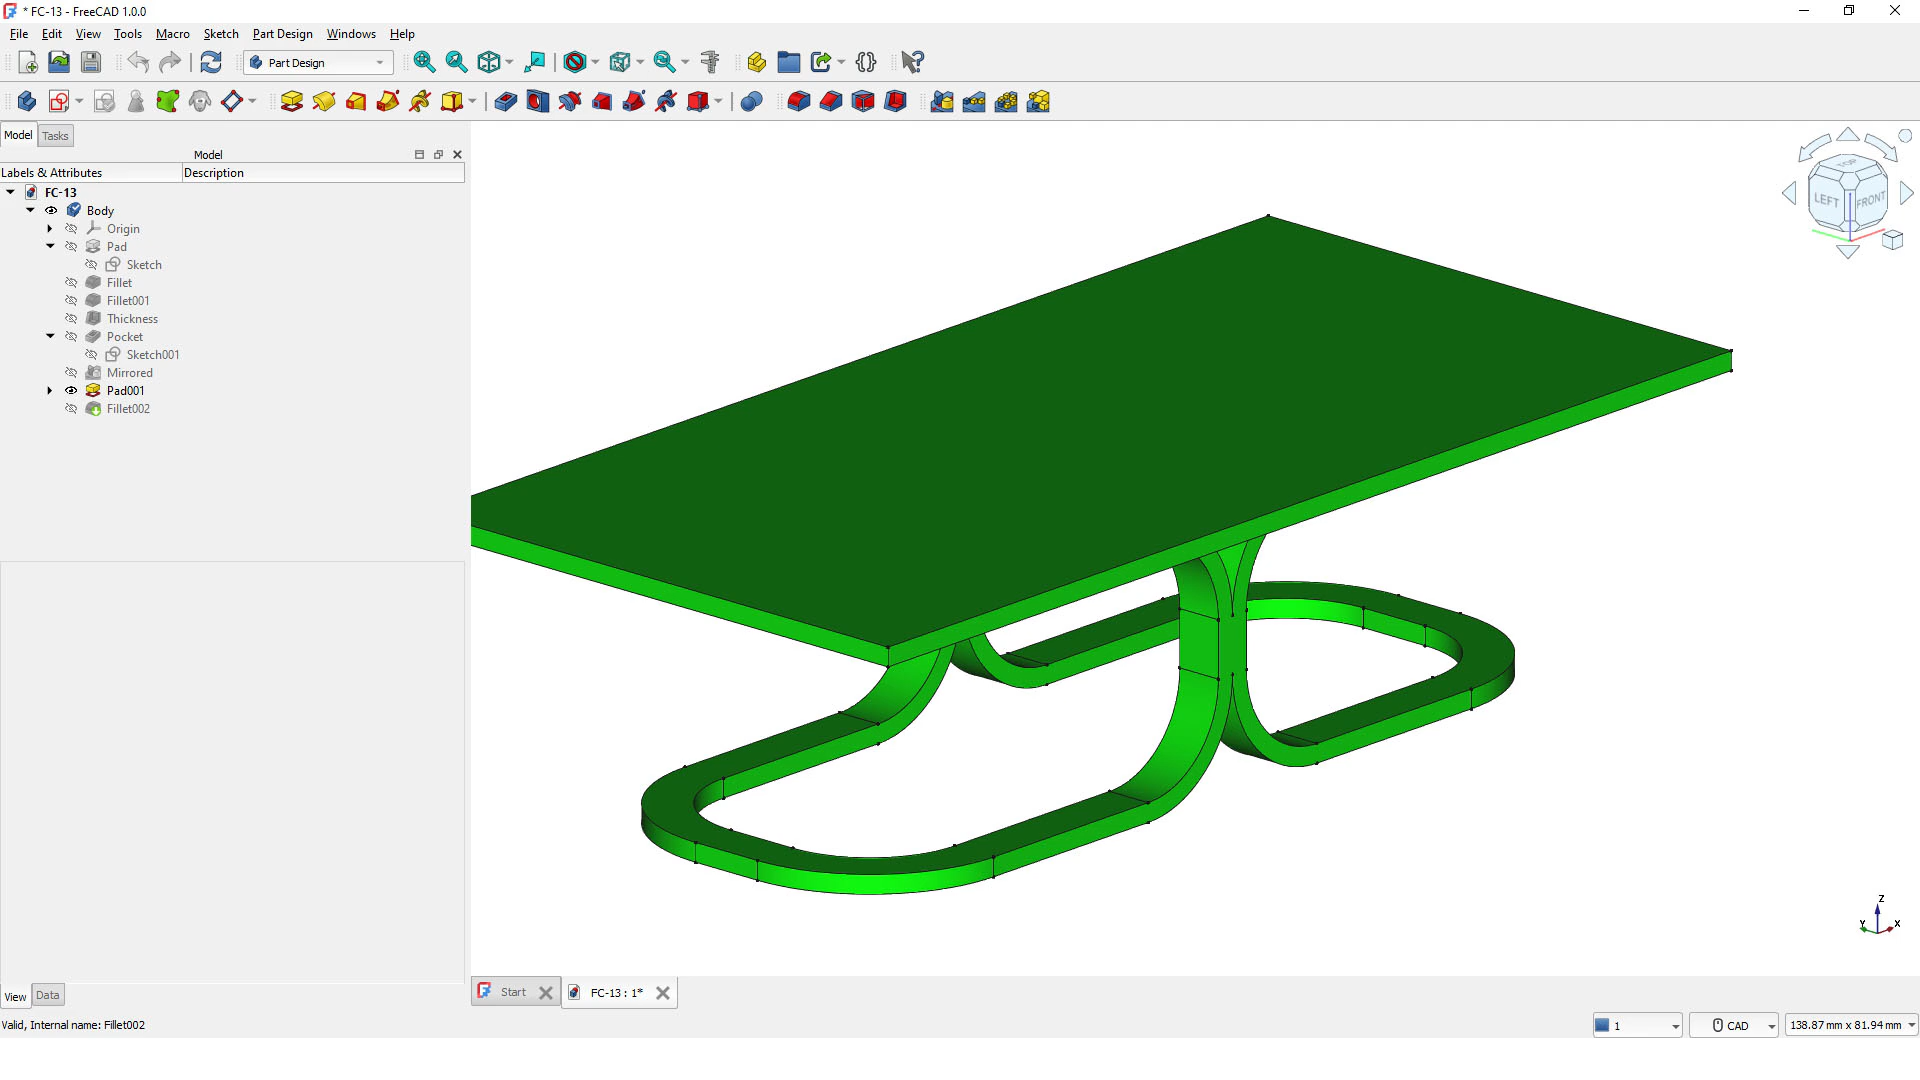 * FC-13 - FreeCAD 1.0.0
File Edit View Tools Macro Sketch Part Design Windows Help
Part Design
Model Tasks
Model
Labels & Attributes Description
FC-13
Body
Origin
Pad
Sketch
Fillet
Fillet001
Thickness
Pocket
Sketch001
Mirrored
Pad001
Fillet002
TOP
LEFT FRONT
Z
Y X
View Data
Start FC-13 : 1*
Valid, Internal name: Fillet002
1 CAD 138.87 mm x 81.94 mm